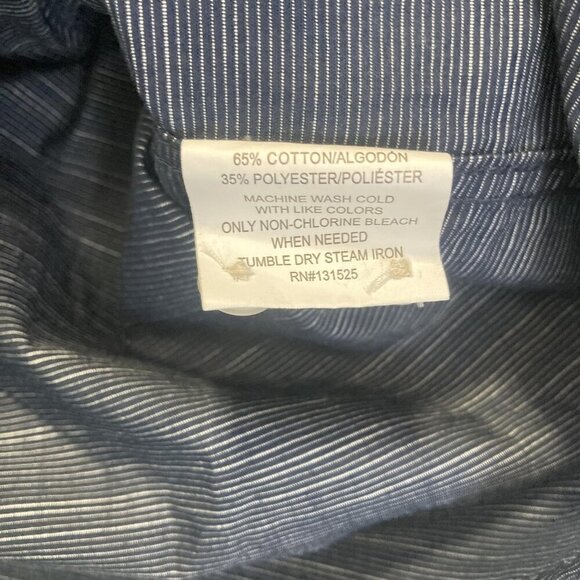 65% COTTON/ALGODÓN
35% POLYESTER/POLIÉSTER
MACHINE WASH COLD
WITH LIKE COLORS
ONLY NON-CHLORINE BLEACH
WHEN NEEDED
TUMBLE DRY STEAM IRON
RN#131525